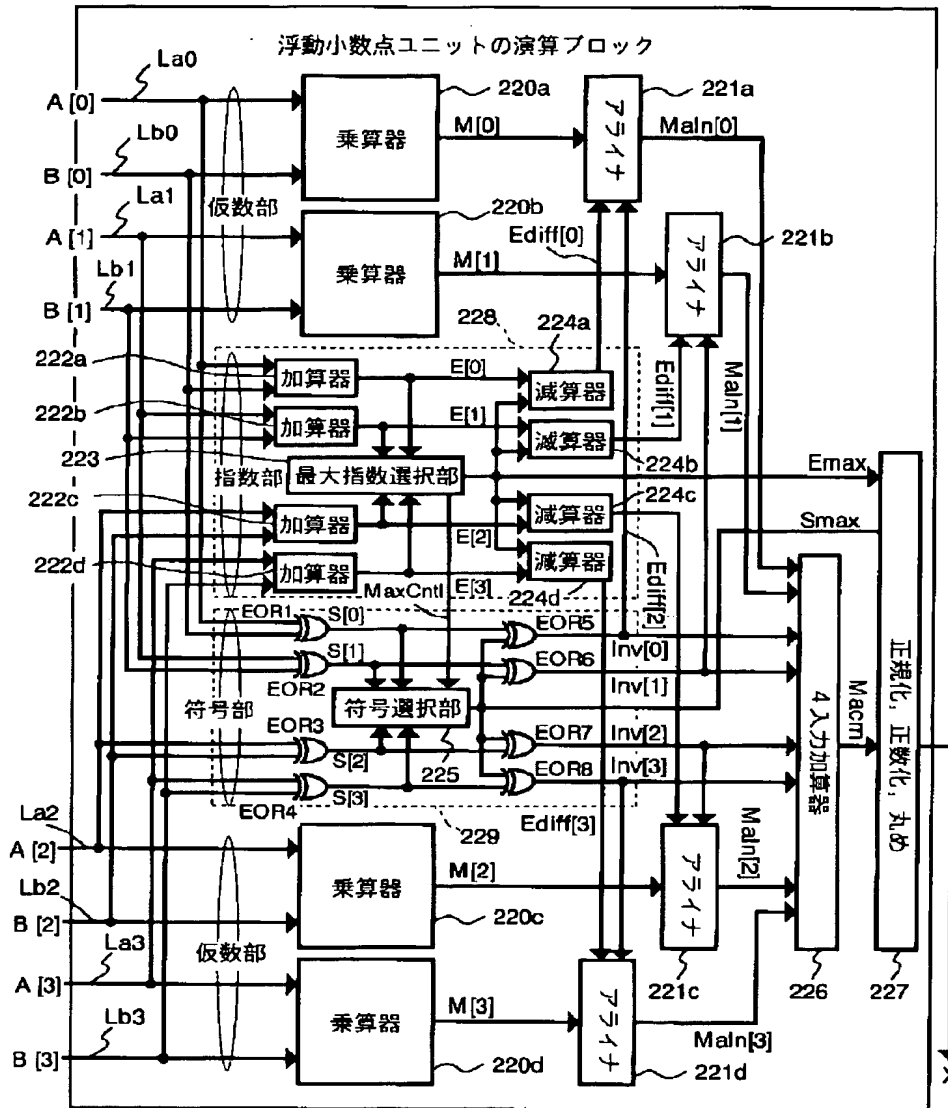 浮動小数点ユニットの演算ブロック
La0
A [0]
220a
221a
乗算器
M[0]
アライナ
Maln[0]
Lb0
B [0]
仮数部
La1
A [1]
220b
Ediff[0]
221b
乗算器
M[1]
アライナ
Lb1
B [1]
228
224a
222a
加算器
E[0]
減算器
Ediff[1]
Maln[1]
222b
加算器
E[1]
減算器
223
指数部
最大指数選択部
224b
Emax
222c
224c
加算器
E[2]
減算器
Smax
222d
加算器
E[3]
減算器
224d
Ediff[2]
MaxCntl
EOR1
S[0]
EOR5
Inv[0]
S[1]
EOR6
EOR2
Inv[1]
符号部
符号選択部
EOR3
EOR7
Inv[2]
S[2]
225
EOR8
Inv[3]
S[3]
EOR4
229
Ediff[3]
4入力加算器
Macm
正規化，正数化，丸め
La2
A [2]
乗算器
M[2]
アライナ
Maln[2]
Lb2
B [2]
220c
仮数部
La3
A [3]
221c
226
227
乗算器
M[3]
アライナ
Maln[3]
Lb3
B [3]
220d
221d
X